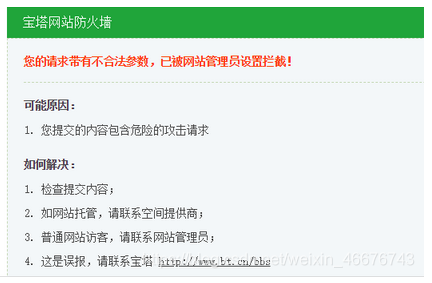 宝塔网站防火墙
您的请求带有不合法参数，已被网站管理员设置拦截！
可能原因：
1. 您提交的内容包含危险的攻击请求
如何解决：
1. 检查提交内容；
2. 如网站托管，请联系空间提供商；
3. 普通网站访客，请联系网站管理员；
4. 这是误报，请联系宝塔 http://www.bt.cn/bbs
net/weixin_46676743